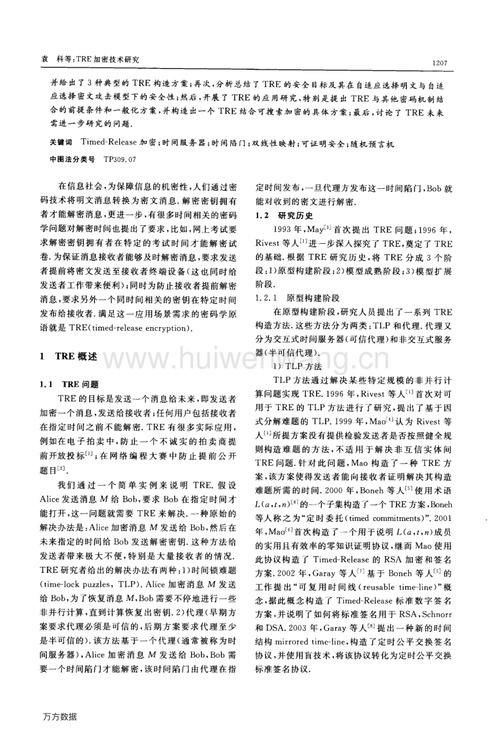 袁　科等:TRE加密技术研究
1207
并给出了3种典型的TRE构造方案;再次,分析总结了TRE的安全目标及其在自适应选择明文与自适
应选择密文攻击模型下的安全性;然后,开展了TRE的应用研究,特别是提出TRE与其他密码机制结
合的前提条件和一般化方案,并构造出一个TRE结合可搜索加密的具体方案;最后,讨论了TRE未来
需进一步研究的问题.
关键词　Timed-Release加密;时间服务器;时间陷门;双线性映射;可证明安全;随机预言机
中图法分类号　TP309.07
在信息社会,为保障信息的机密性,人们通过密
码技术将明文消息转换为密文消息.解密密钥拥有
者才能解密消息,更进一步,有很多时间相关的密码
学问题对解密时间也提出了要求,比如,网上考试要
求解密密钥拥有者在特定的考试时间才能解密试
卷.为保证消息接收者能够及时解密消息,要求发送
者提前将密文发送至接收者终端设备(这也同时给
发送者工作带来便利);同时为防止接收者提前解密
消息,要求另外一个同时间相关的密钥在特定时间
发布给接收者.满足这一应用场景需求的密码学原
语就是TRE(timed-release encryption).
1　TRE概述
1.1　TRE问题
TRE的目标是发送一个消息给未来,即发送者
加密一个消息,发送给接收者;任何用户包括接收者
在指定时间之前不能解密.TRE有很多实际应用,
例如在电子拍卖中,防止一个不诚实的拍卖商提
前开放投标[1];在网络编程大赛中防止提前公开
题目[2].
我们通过一个简单实例来说明TRE.假设
Alice发送消息M给Bob,要求Bob在指定时间才
能打开,这一问题就需要TRE来解决.一种原始的
解决办法是:Alice加密消息M发送给Bob,然后在
未来指定的时间给Bob发送解密密钥.这种方法给
发送者带来极大不便,特别是大量接收者的情况.
TRE研究者给出的解决办法有两种:1)时间锁难题
(time-lock puzzles, TLP).Alice加密消息M发送
给Bob,为了恢复消息M,Bob需要不停地进行一些
非并行计算,直到计算恢复出密钥.2)代理(早期方
案要求代理必须是可信的,后期方案要求代理至少
是半可信的).该方法基于一个代理(通常被称为时
间服务器),Alice加密消息M发送给Bob,Bob需
要一个时间陷门才能解密,该时间陷门由代理在指
定时间发布,一旦代理方发布这一时间陷门,Bob就
能对收到的密文进行解密.
1.2　研究历史
1993年,May[3]首次提出TRE问题;1996年,
Rivest等人[1]进一步深入探究了TRE,奠定了TRE
的基础.根据TRE研究历史,将TRE分成3个阶
段:1)原型构建阶段;2)模型成熟阶段;3)模型扩展
阶段.
1.2.1　原型构建阶段
在原型构建阶段,研究人员提出了一系列TRE
构造方法.这些方法分为两类:TLP和代理.代理又
分为交互式时间服务器(可信代理)和非交互式服务
器(半可信代理).
1) TLP方法
TLP方法通过解决某些特定规模的非并行计
算问题实现TRE.1996年,Rivest等人[1]首次对可
用于TRE的TLP方法进行了研究,提出了基于因
式分解难题的TLP.1999年,Mao[4]认为Rivest等
人[1]所提方案没有提供检验发送者是否按照健全规
则构造难题的方法,不适用于解决非互信实体间
TRE问题.针对此问题,Mao构造了一种TRE方
案,该方案使得发送者能向接收者证明解决其构造
难题所需的时间.2000年,Boneh等人[5]使用术语
L(a,t,n)[4]的一个子集构造了一个TRE方案,Boneh
等人称之为"定时委托(timed commitments)".2001
年,Mao[6]首次构造了一个用于说明L(a,t,n)成员
的实用且有效率的零知识证明协议,继而Mao使用
此协议构造了Timed-Release的RSA加密和签名
方案.2002年,Garay等人[7]基于Boneh等人[5]的
工作提出"可复用时间线(reusable time-line)"概
念,据此概念构造了Timed-Release标准数字签名
方案,并说明了如何将标准签名用于RSA,Schnorr
和DSA.2003年,Garay等人[8]提出一种新的时间
结构mirrored time-line,构造了定时公平交换签名
协议,并使用盲技术,将该协议转化为定时公平交换
标准签名协议.
www.huiwenwang.cn
万方数据